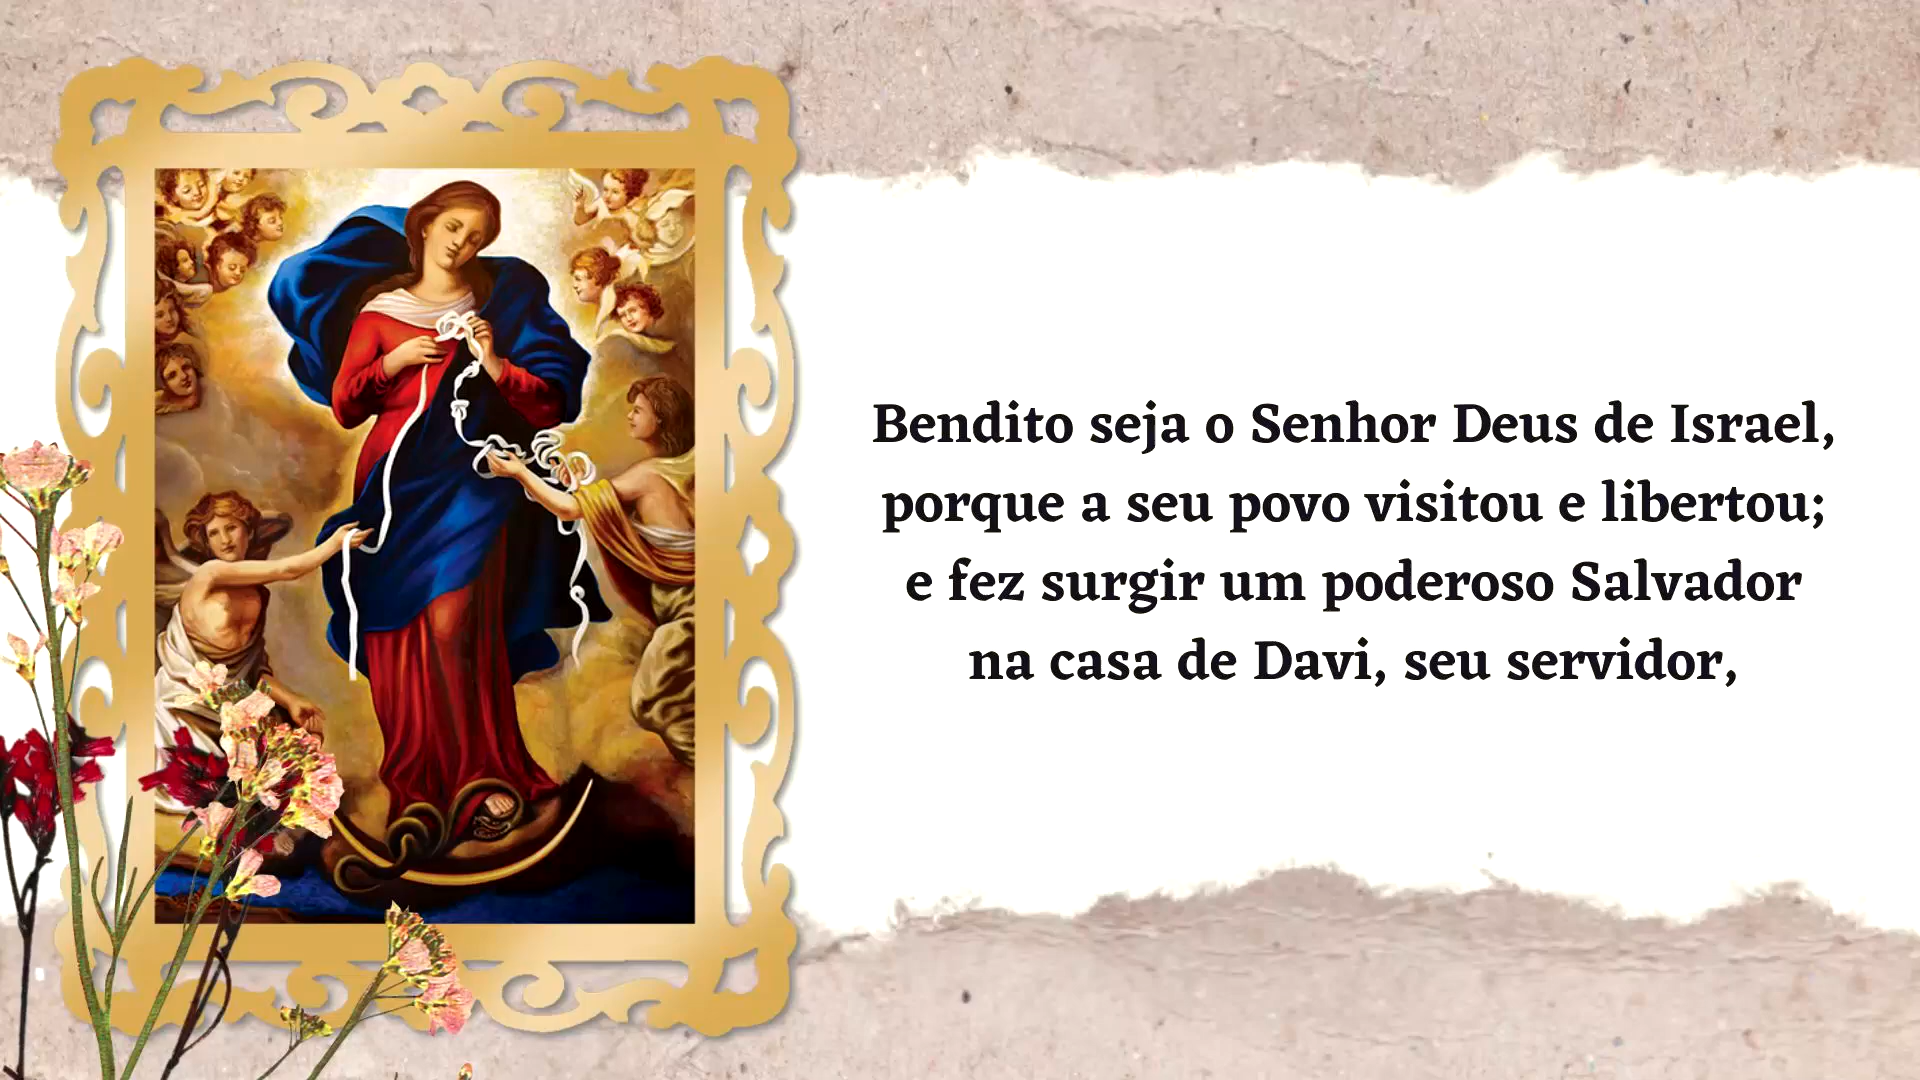 Bendito seja o Senhor Deus de Israel,
porque a seu povo visitou e libertou;
e fez surgir um poderoso Salvador
na casa de Davi, seu servidor,